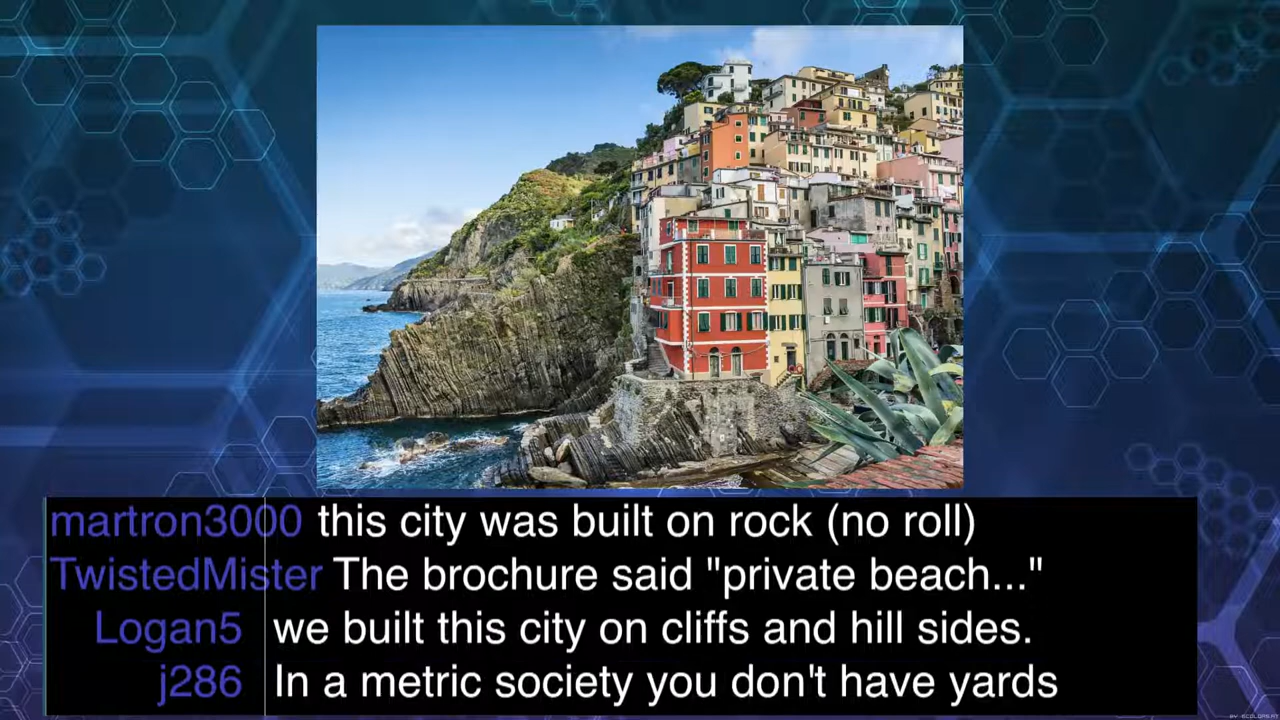 martron3000 this city was built on rock (no roll)
TwistedMister The brochure said "private beach..."
Logan5 we built this city on cliffs and hill sides.
j286 In a metric society you don't have yards